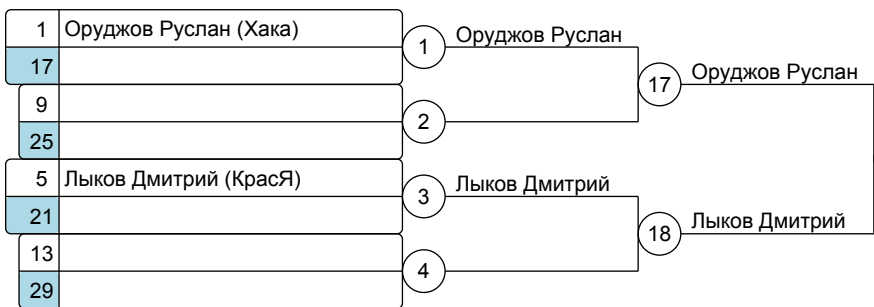 1 Оруджов Руслан (Хака)
17
1 Оруджов Руслан
17 Оруджов Руслан
9
25
2
5 Лыков Дмитрий (КрасЯ)
21
3 Лыков Дмитрий
18 Лыков Дмитрий
13
29
4